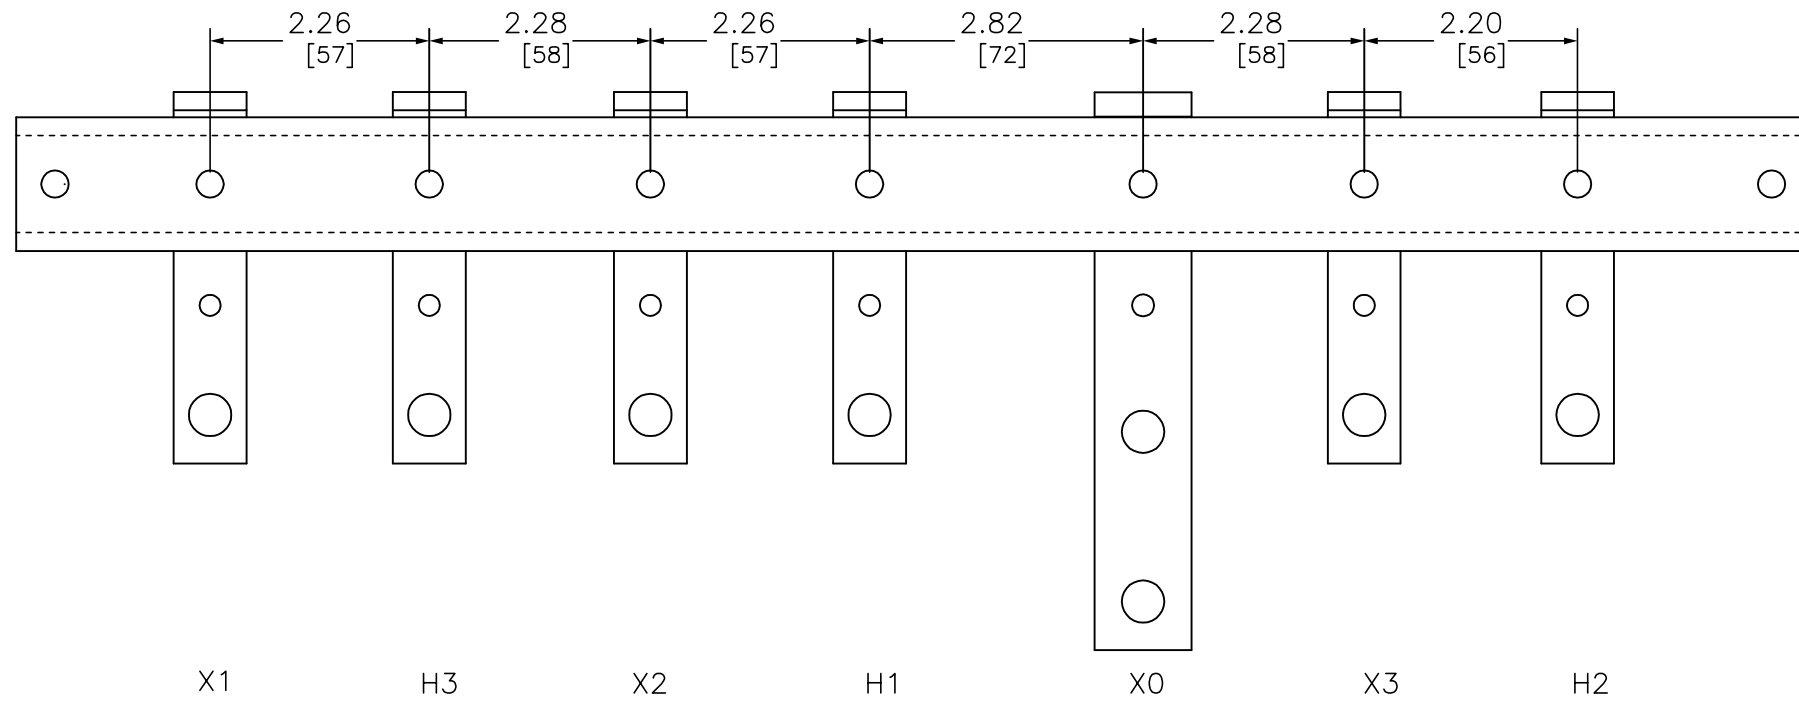 2.26 2.28 2.26 2.82 2.28 2.20
[57] [58] [57] [72] [58] [56]
X1 H3 X2 H1 X0 X3 H2